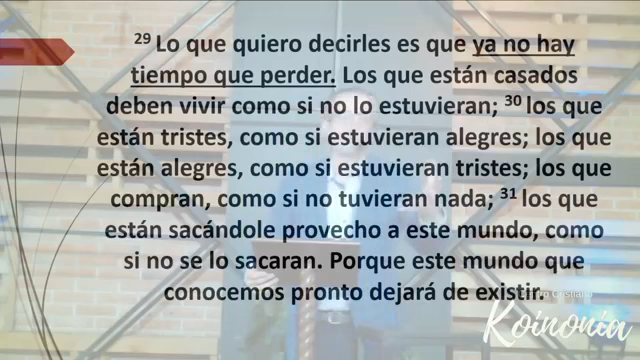 29 Lo que quiero decirles es que ya no hay
tiempo que perder. Los que están casados
deben vivir como si no lo estuvieran; 30 los que
están tristes, como si estuvieran alegres; los que
están alegres, como si estuvieran tristes; los que
compran, como si no tuvieran nada; 31 los que
están sacándole provecho a este mundo, como
si no se lo sacaran. Porque este mundo que
conocemos pronto dejará de existir.
Cristiano
Koinonía